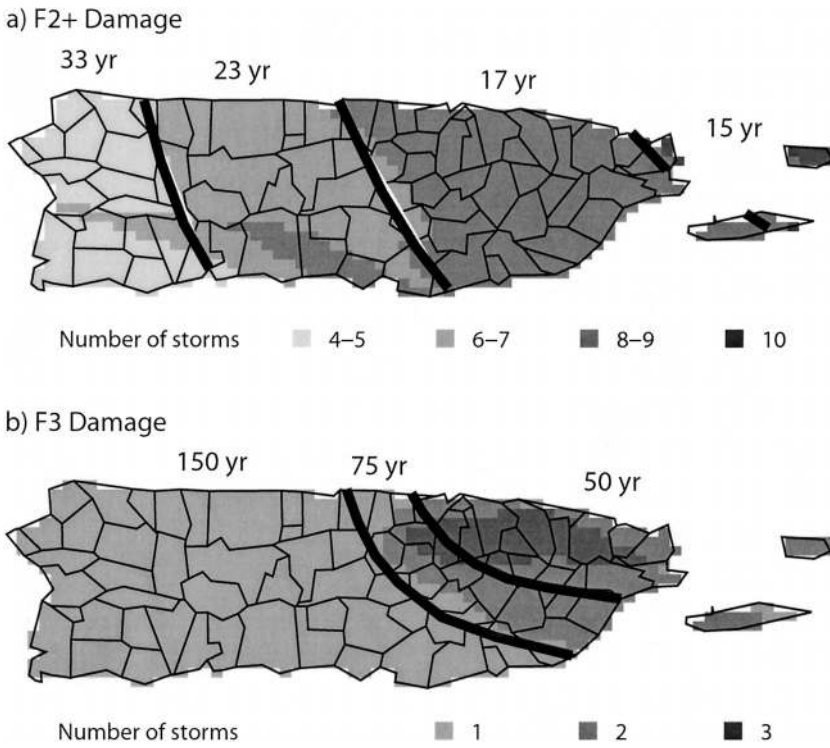 a) F2+ Damage
33 yr 23 yr 17 yr
15 yr
Number of storms 4–5 6–7 8–9 10
b) F3 Damage
150 yr 75 yr 50 yr
Number of storms 1 2 3